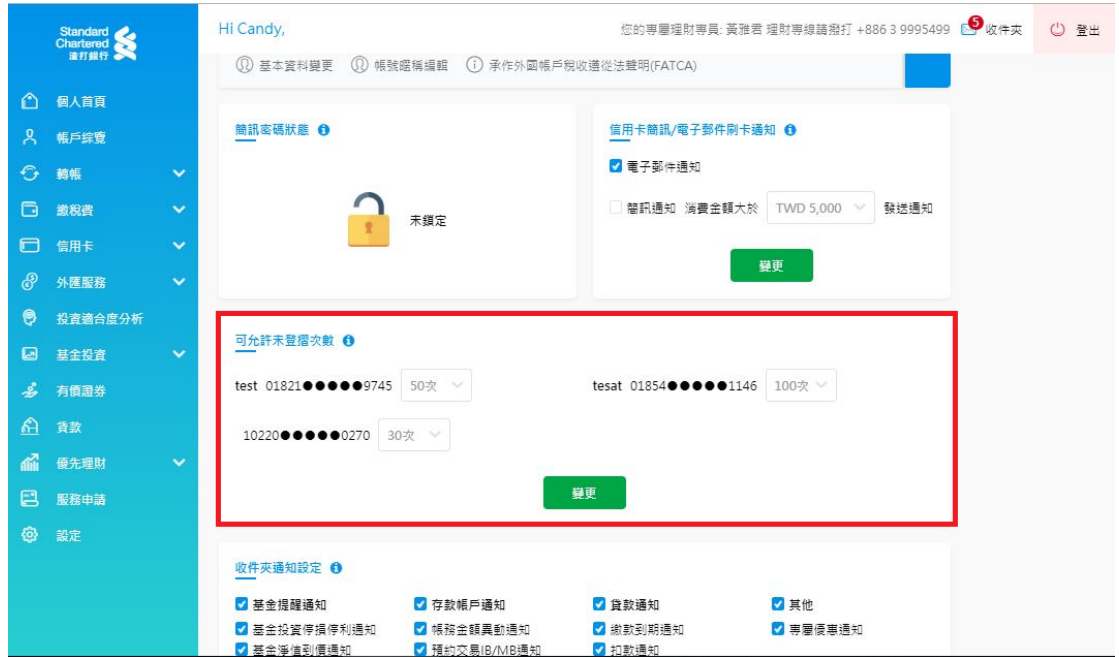 Standard
Chartered
渣打銀行
Hi Candy,
您的專屬理財專員: 黃雅君 理財專線請撥打 +886 3 9995499
5
收件夾
登出
基本資料變更 帳號暱稱編輯 承作外國帳戶稅收遵從法聲明(FATCA)
個人首頁
帳戶綜覽
轉帳
繳稅費
信用卡
外匯服務
投資適合度分析
基金投資
有價證券
貸款
優先理財
服務申請
設定
簡訊密碼狀態
未鎖定
信用卡簡訊/電子郵件刷卡通知
電子郵件通知
簡訊通知 消費金額大於 TWD 5,000 發送通知
變更
可允許未登摺次數
test 01821●●●●●9745 50次
tesat 01854●●●●●1146 100次
10220●●●●●0270 30次
變更
收件夾通知設定
基金提醒通知 存款帳戶通知 貸款通知 其他
基金投資停損停利通知 帳務金額異動通知 繳款到期通知 專屬優惠通知
基金淨值到價通知 預約交易IB/MB通知 扣款通知